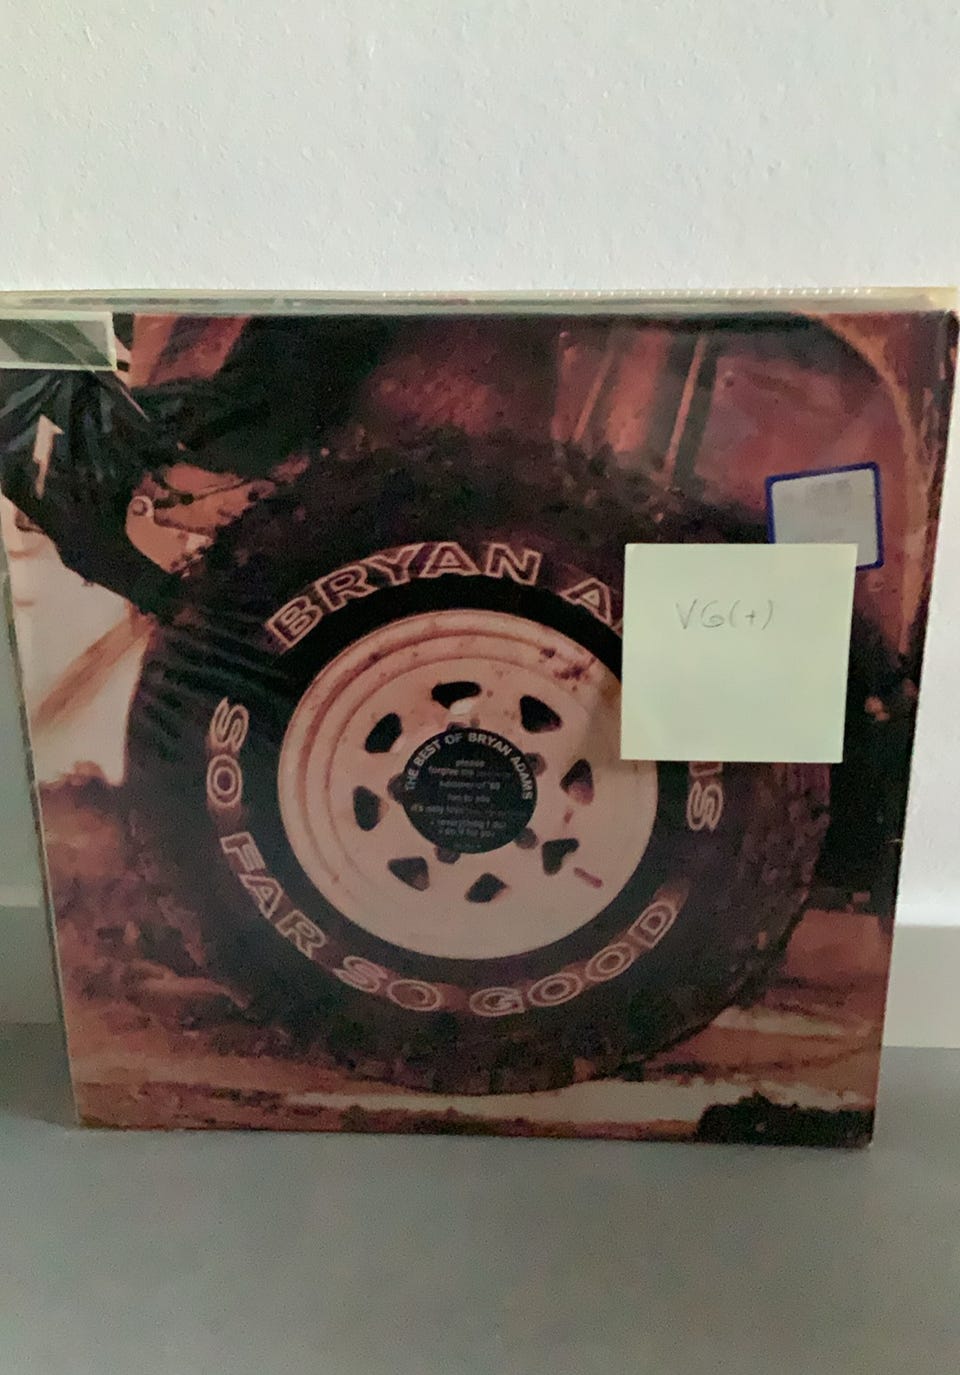 BRYAN A
VG(+)
THE BEST OF BRYAN ADAMS
please
forgive me
summer of '69
run to you
it's only love
(everything i do)
i do it for you
SO FAR SO GOOD